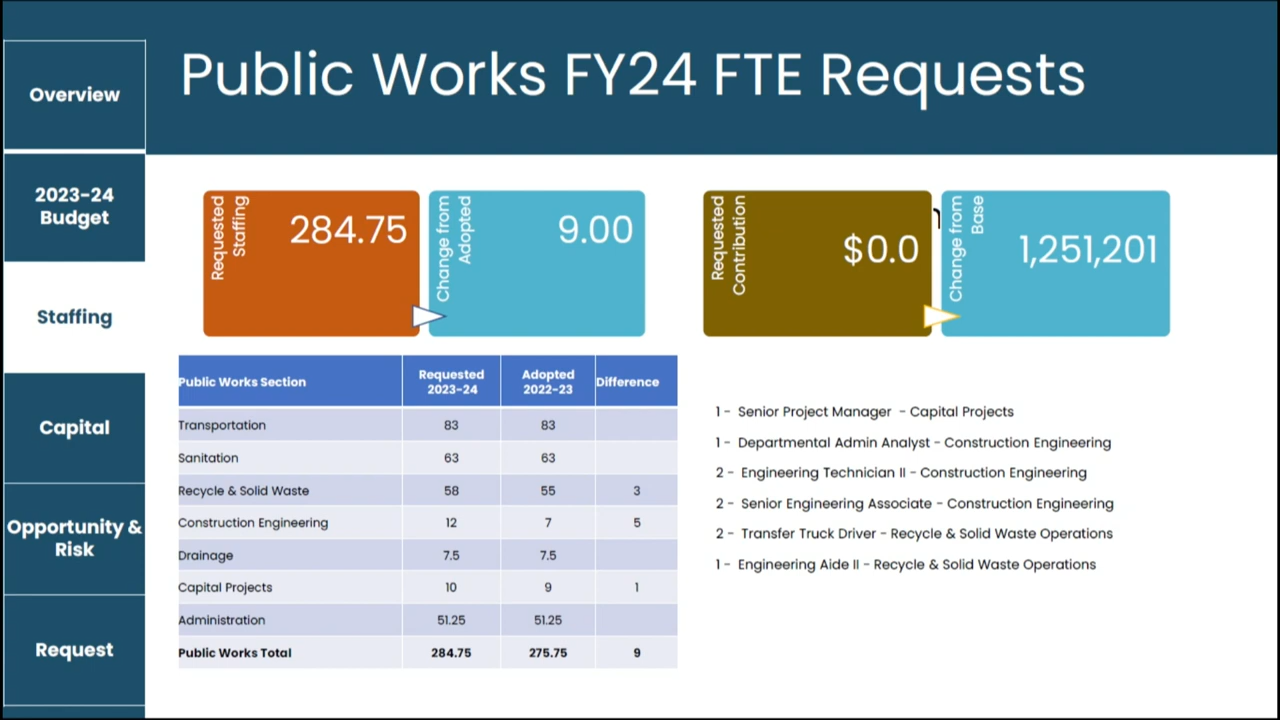 Public Works FY24 FTE Requests
Overview
2023-24
Budget
Staffing
Capital
Opportunity &
Risk
Request
Requested
Staffing
284.75
Change from
Adopted
9.00
Requested
Contribution
$0.0
Change from
Base
1,251,201
Public Works Section Requested 2023-24 Adopted 2022-23 Difference
Transportation 83 83
Sanitation 63 63
Recycle & Solid Waste 58 55 3
Construction Engineering 12 7 5
Drainage 7.5 7.5
Capital Projects 10 9 1
Administration 51.25 51.25
Public Works Total 284.75 275.75 9
1 - Senior Project Manager - Capital Projects
1 - Departmental Admin Analyst - Construction Engineering
2 - Engineering Technician II - Construction Engineering
2 - Senior Engineering Associate - Construction Engineering
2 - Transfer Truck Driver - Recycle & Solid Waste Operations
1 - Engineering Aide II - Recycle & Solid Waste Operations